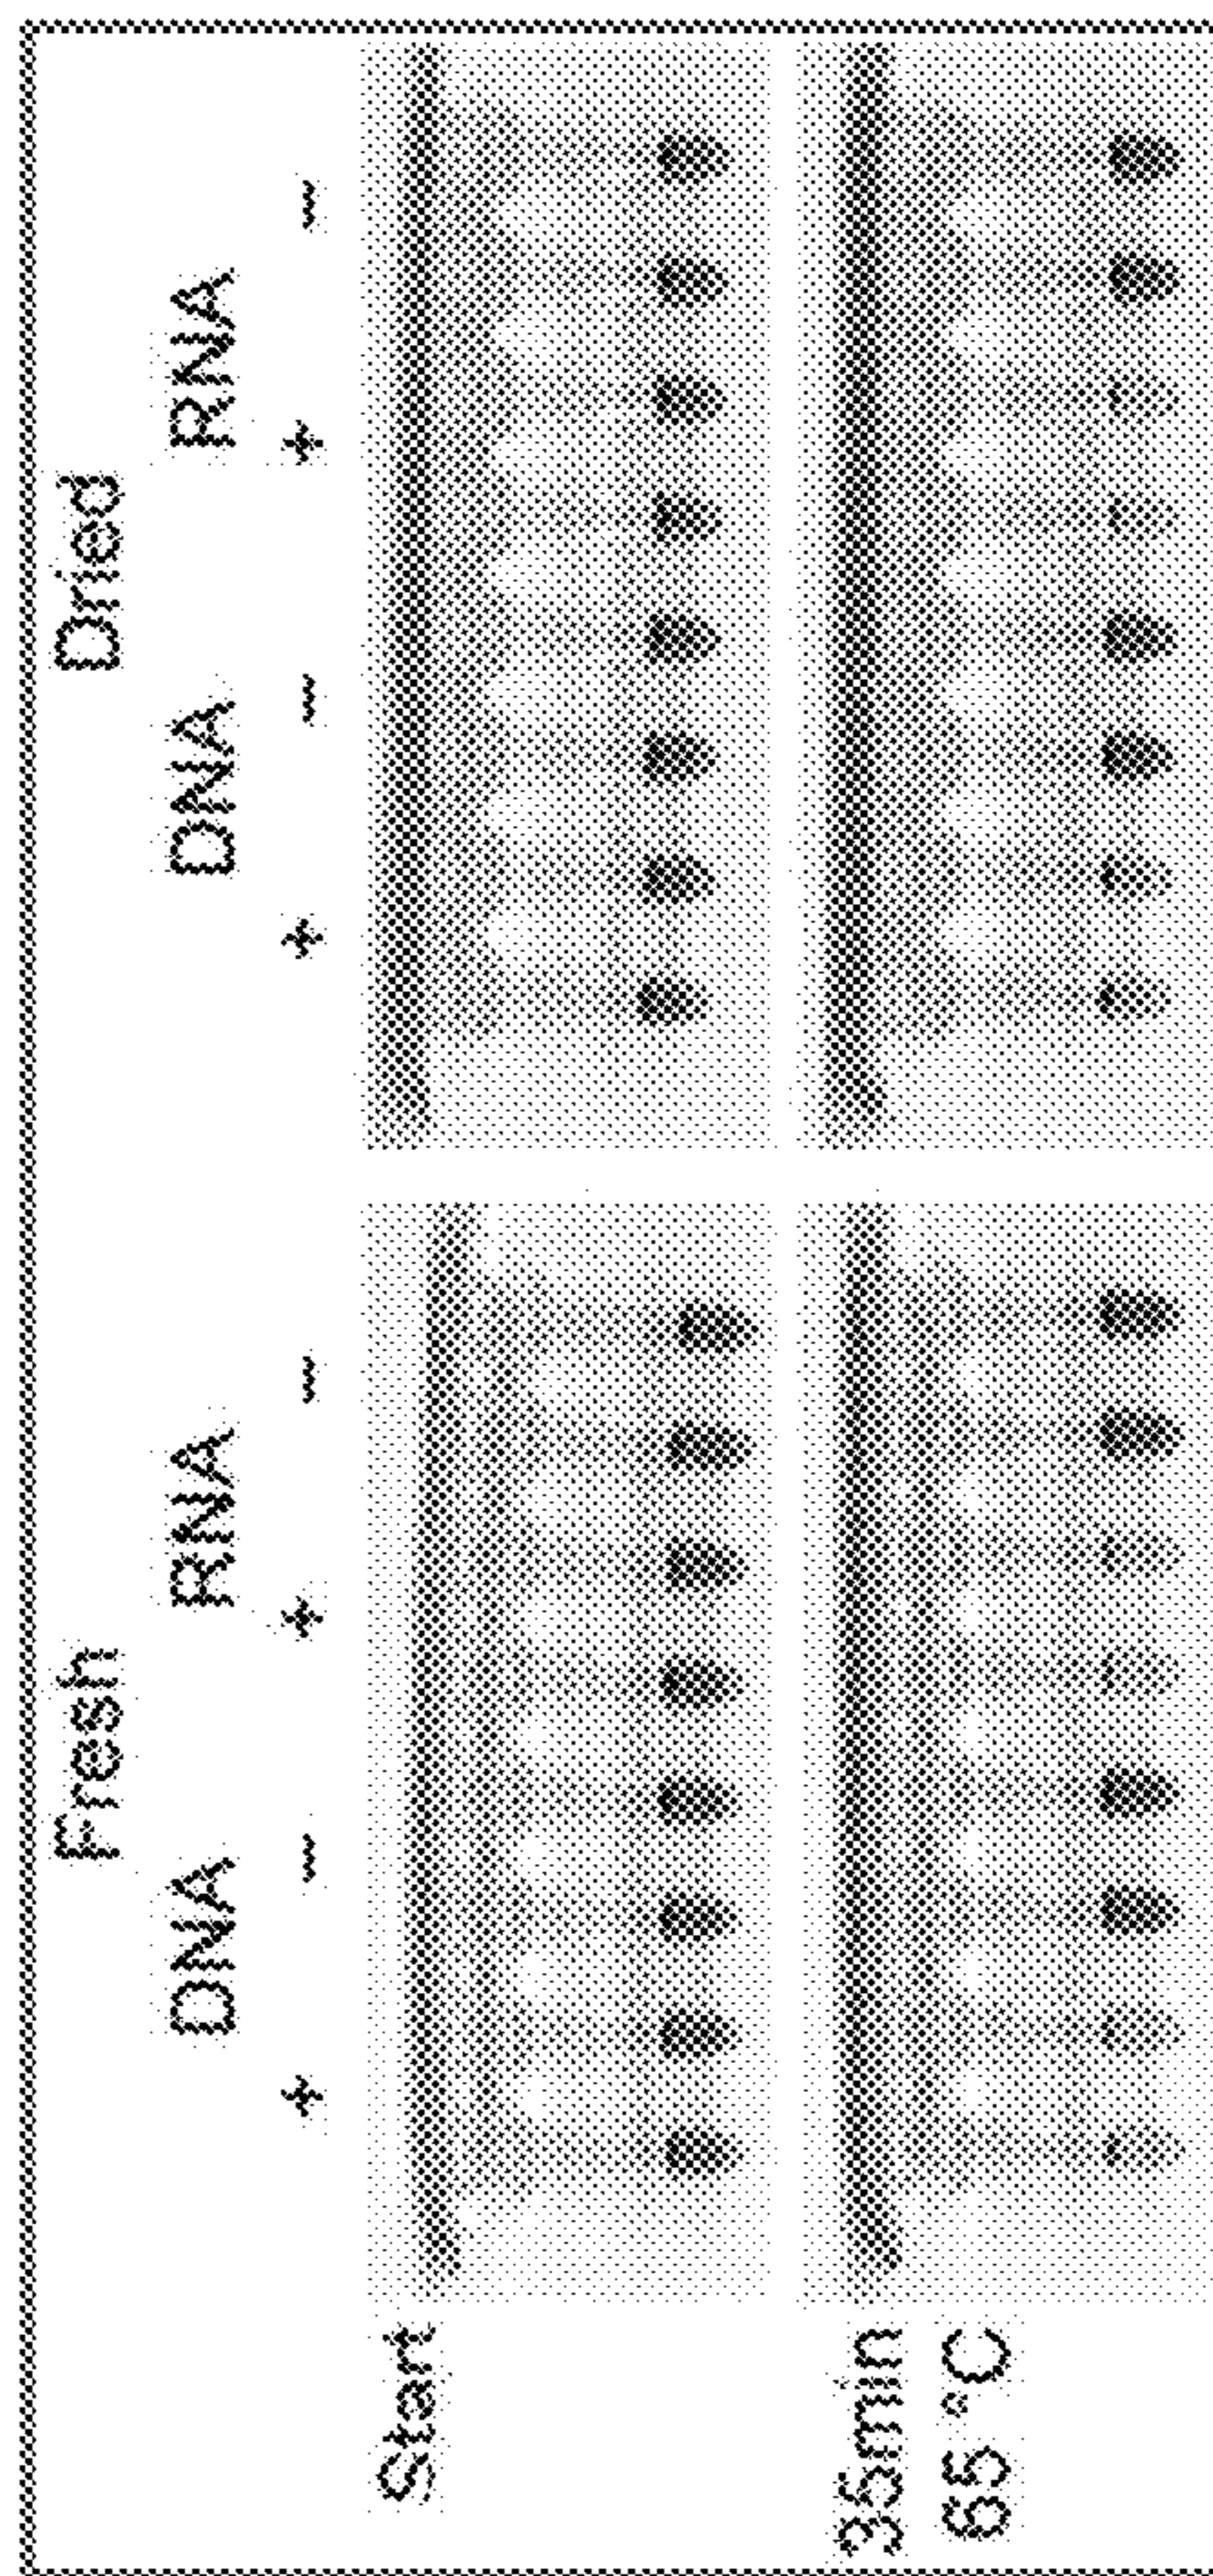 Fresh Dried
DNA RNA DNA RNA
+ - + - + - + -
Start
35min
65 °C